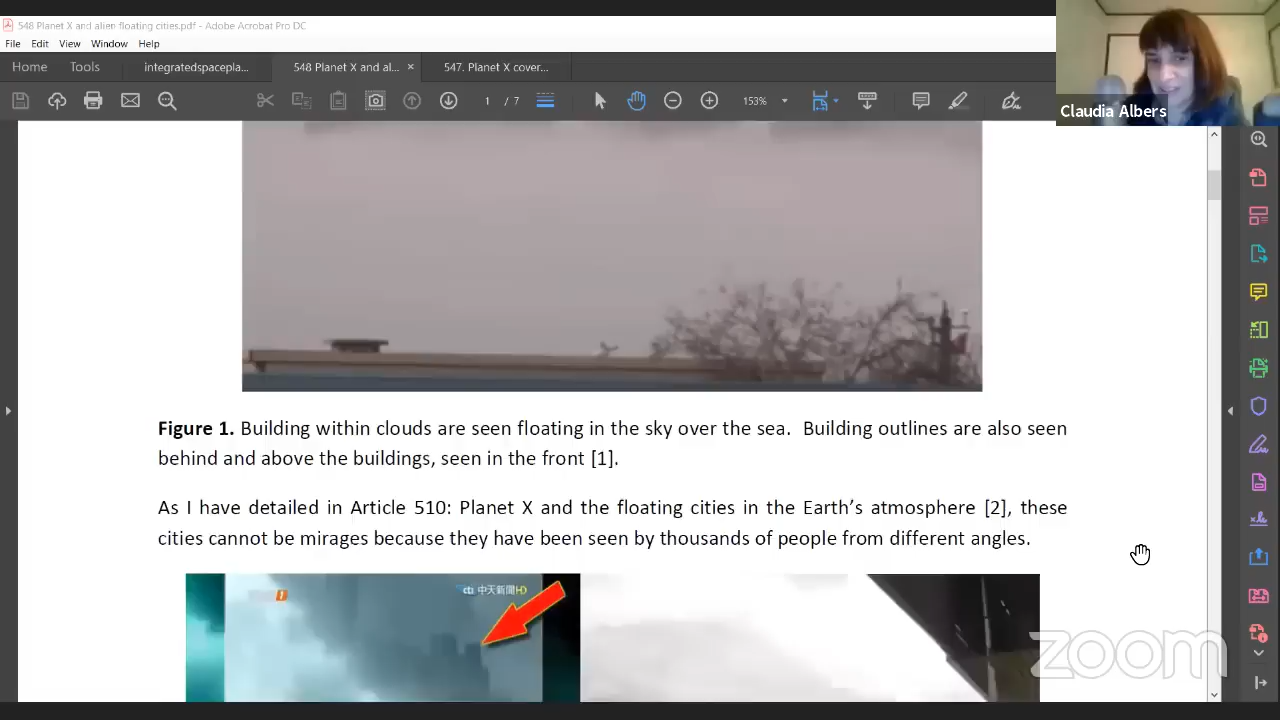 548 Planet X and alien floating cities.pdf - Adobe Acrobat Pro DC
File Edit View Window Help
Home Tools integratedspacepla... 548 Planet X and al... × 547. Planet X cover...
1 / 7 153%
Claudia Albers
Figure 1. Building within clouds are seen floating in the sky over the sea. Building outlines are also seen
behind and above the buildings, seen in the front [1].
As I have detailed in Article 510: Planet X and the floating cities in the Earth’s atmosphere [2], these
cities cannot be mirages because they have been seen by thousands of people from different angles.
1
cti 中天新聞HD
zoom